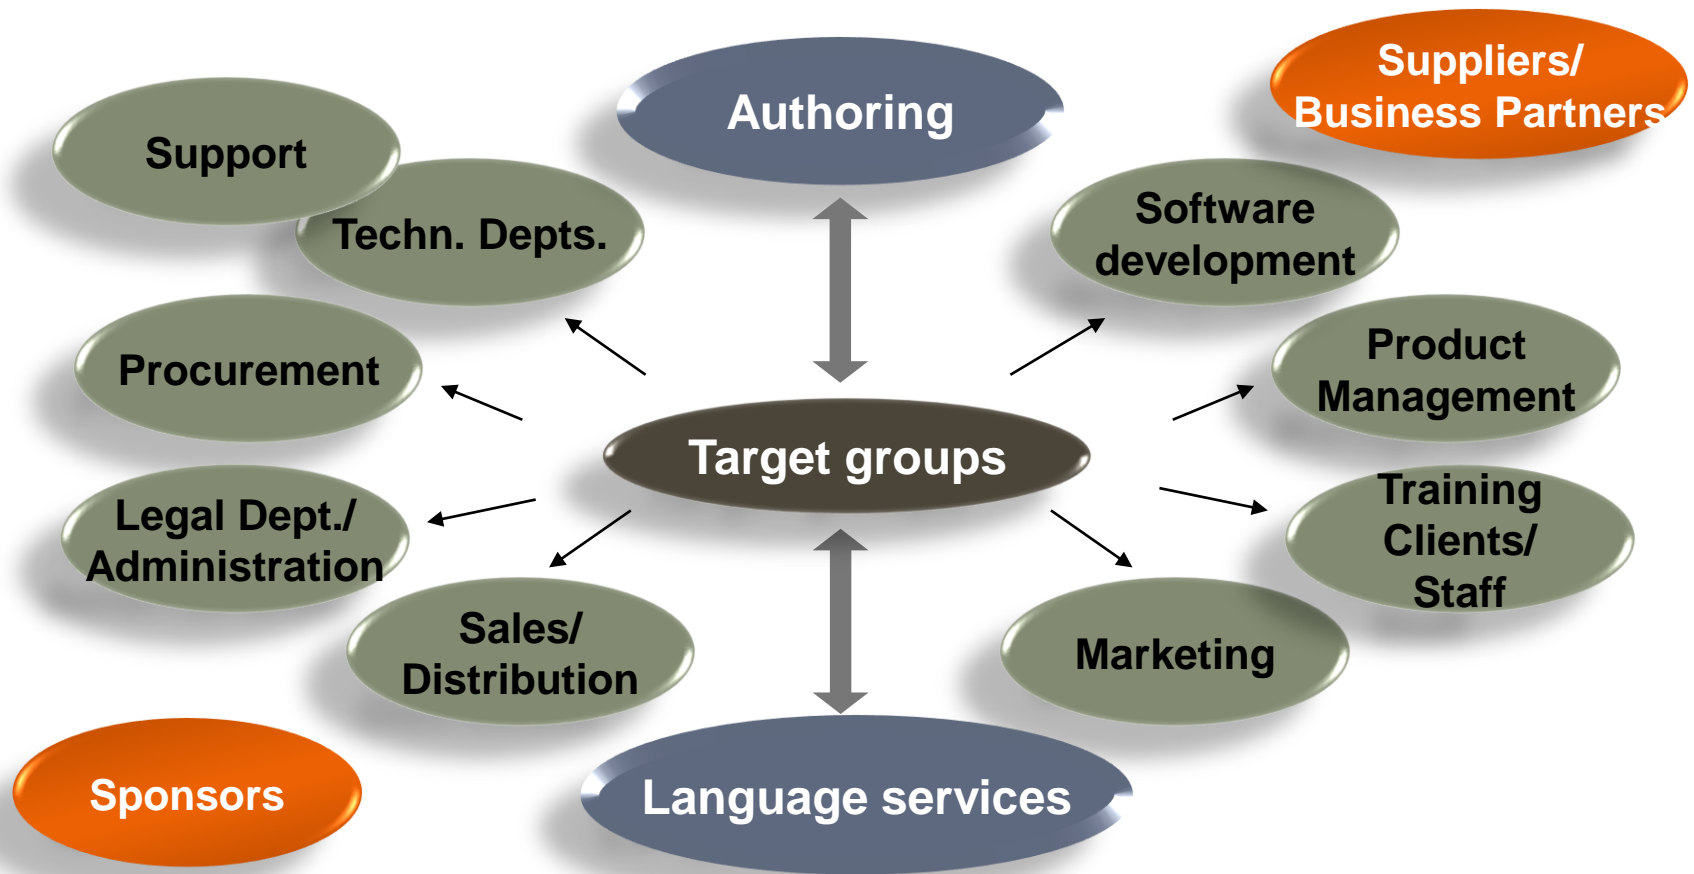 Authoring
Suppliers/
Business Partners
Support
Techn. Depts.
Software
development
Procurement
Product
Management
Target groups
Legal Dept./
Administration
Training
Clients/
Staff
Sales/
Distribution
Marketing
Sponsors
Language services